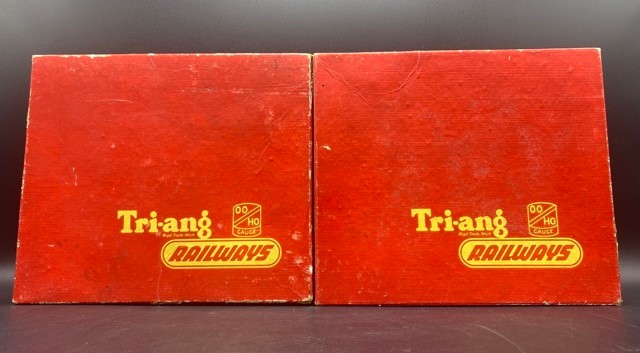 Tri-ang
OO/HO
GAUGE
RAILWAYS
Tri-ang
OO/HO
GAUGE
RAILWAYS